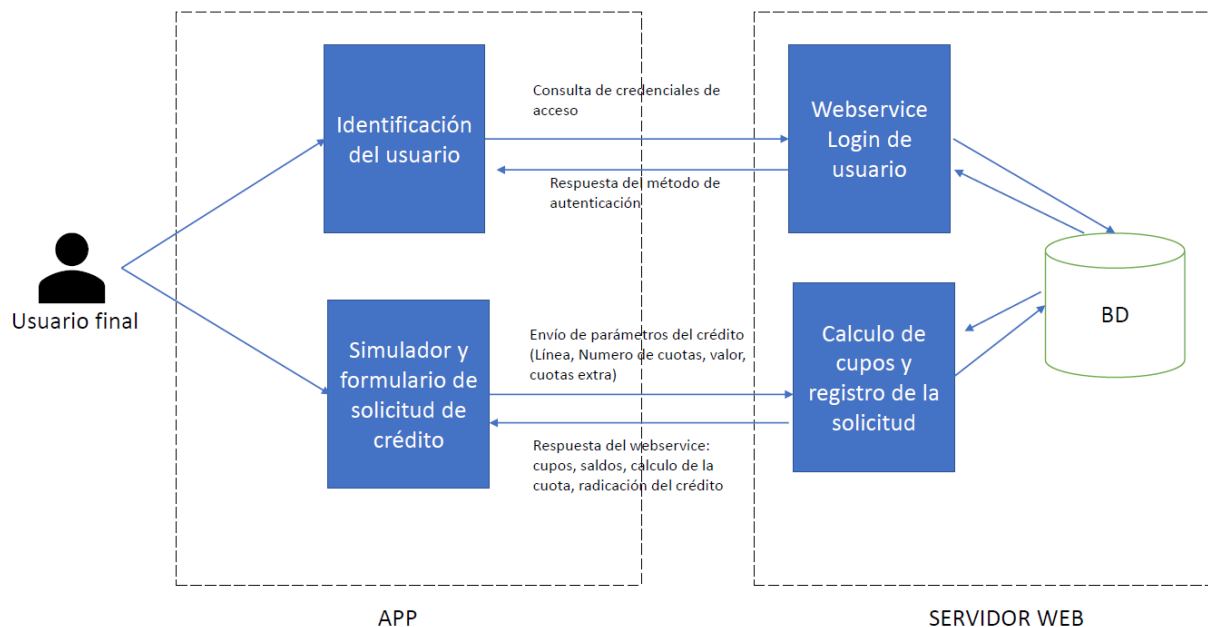 Identificación
del usuario
Consulta de credenciales de
acceso
Respuesta del método de
autenticación
Webservice
Login de
usuario
Usuario final
Simulador y
formulario de
solicitud de
crédito
Envío de parámetros del crédito
(Línea, Numero de cuotas, valor,
cuotas extra)
Respuesta del webservice:
cupos, saldos, cálculo de la
cuota, radicación del crédito
Calculo de
cupos y
registro de la
solicitud
BD
APP
SERVIDOR WEB